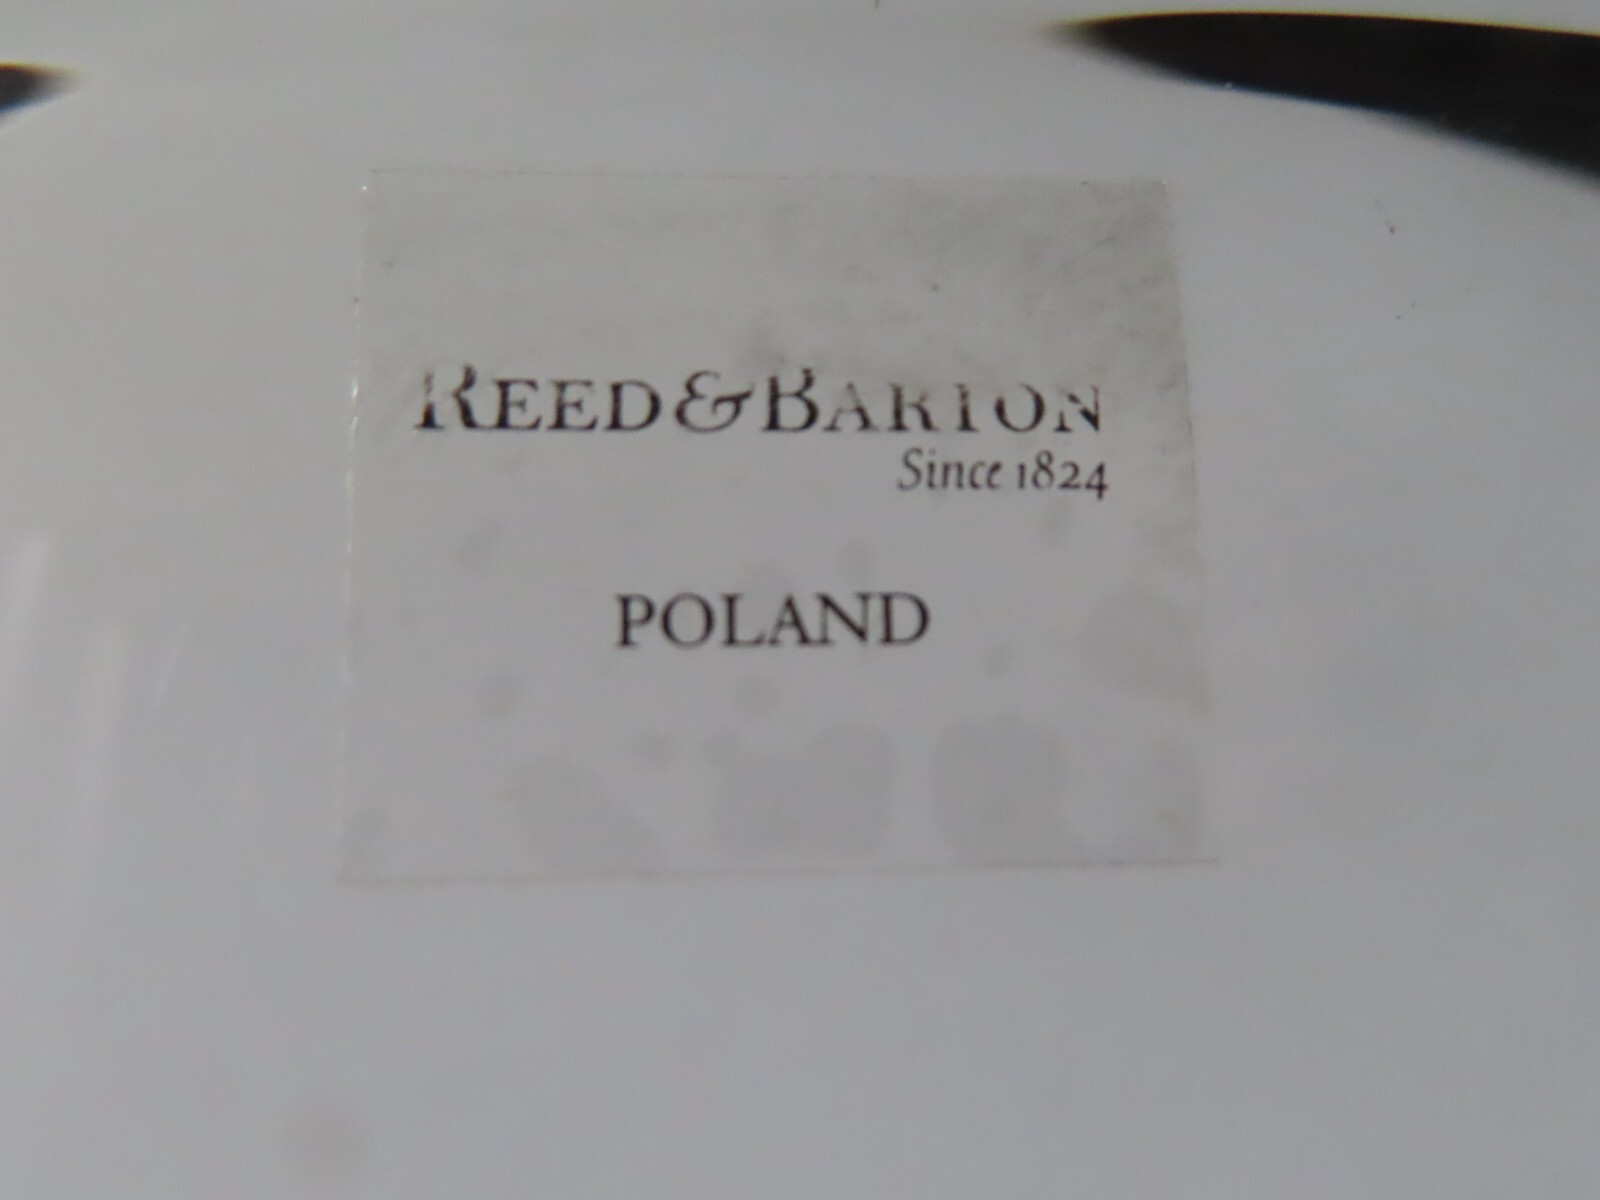 REED & BARTON
Since 1824
POLAND